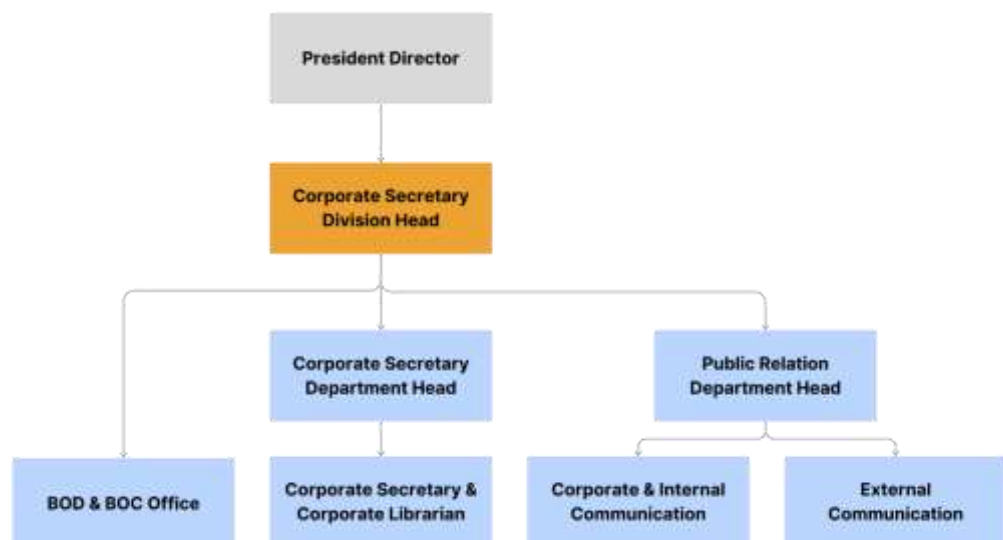 President Director
Corporate Secretary
Division Head
Corporate Secretary
Department Head
Public Relation
Department Head
BOD & BOC Office
Corporate Secretary &
Corporate Librarian
Corporate & Internal
Communication
External
Communication